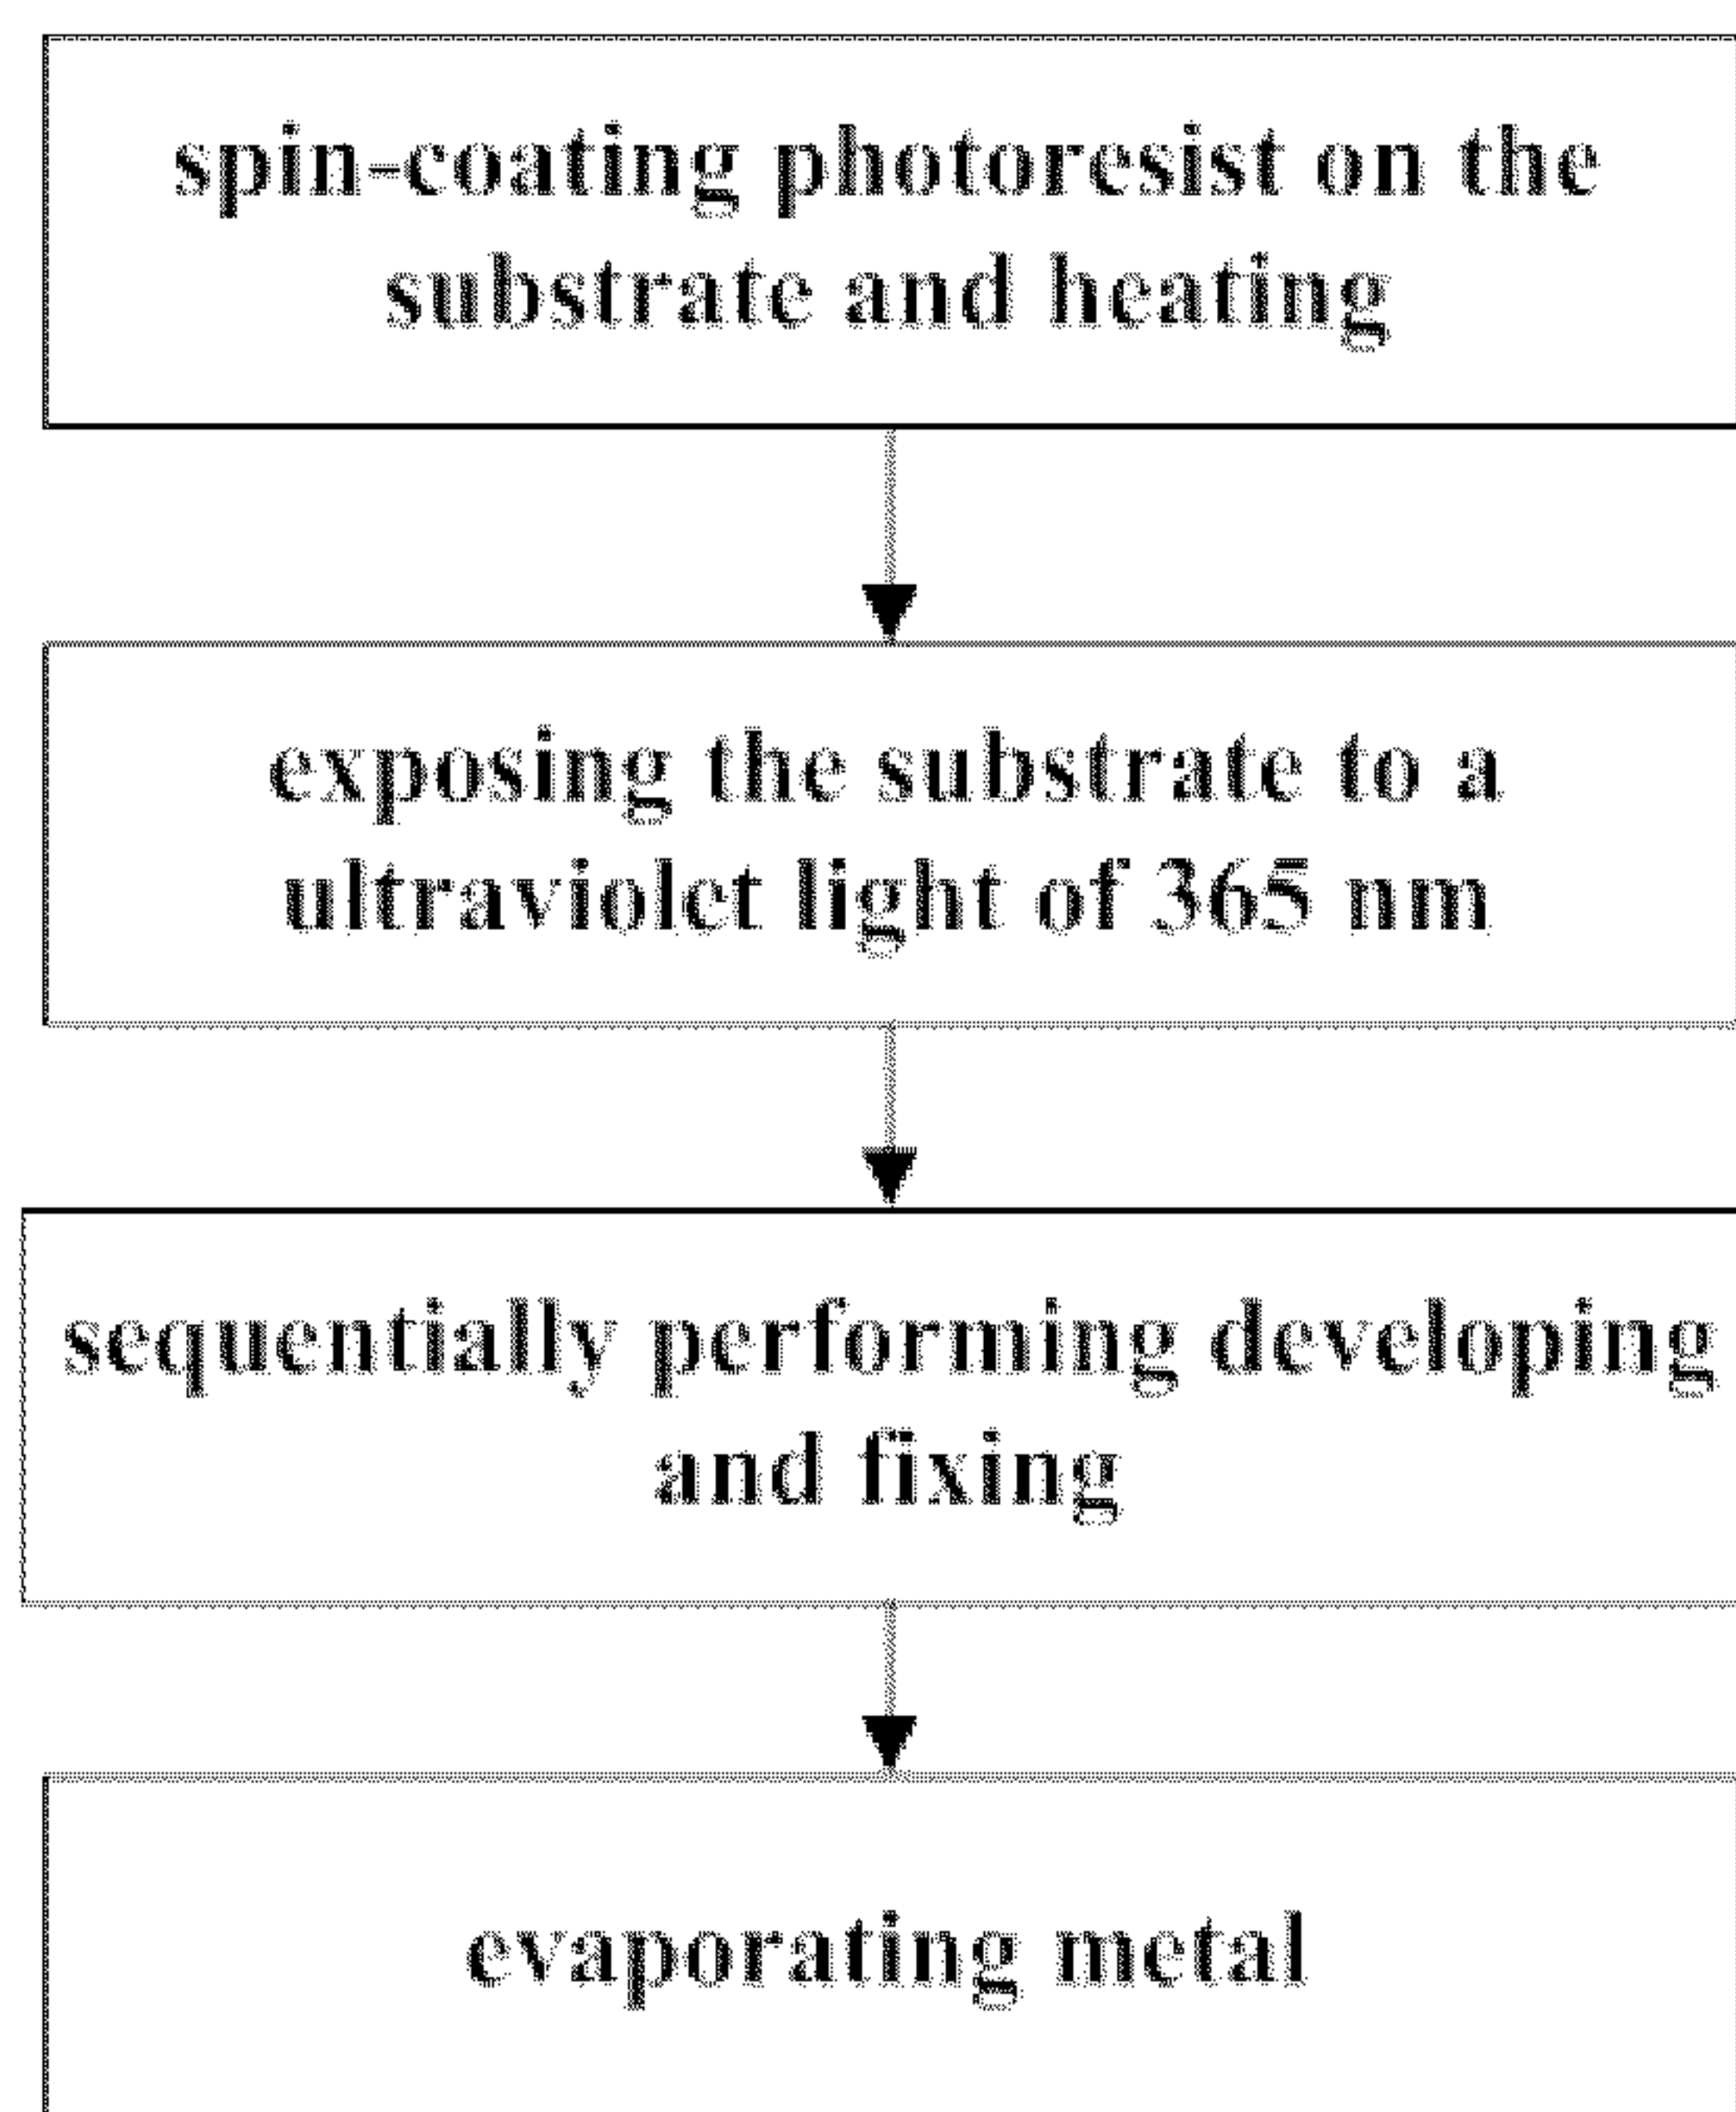 spin-coating photoresist on the
substrate and heating
exposing the substrate to a
ultraviolet light of 365 nm
sequentially performing developing
and fixing
evaporating metal